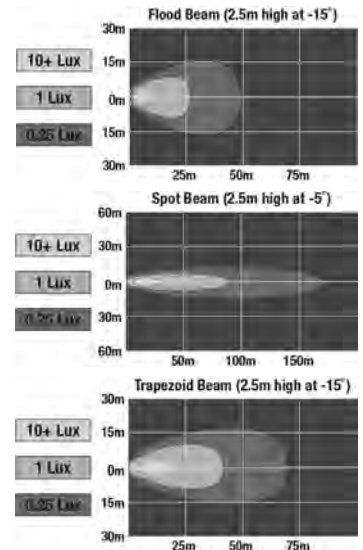 Flood Beam (2.5m high at -15°)
30m
10+ Lux
15m
1 Lux
0m
0.25 Lux
15m
30m
25m 50m 75m
Spot Beam (2.5m high at -5°)
60m
10+ Lux
30m
1 Lux
0m
0.25 Lux
30m
60m
50m 100m 150m
Trapezoid Beam (2.5m high at -15°)
30m
10+ Lux
15m
1 Lux
0m
0.25 Lux
15m
30m
25m 50m 75m